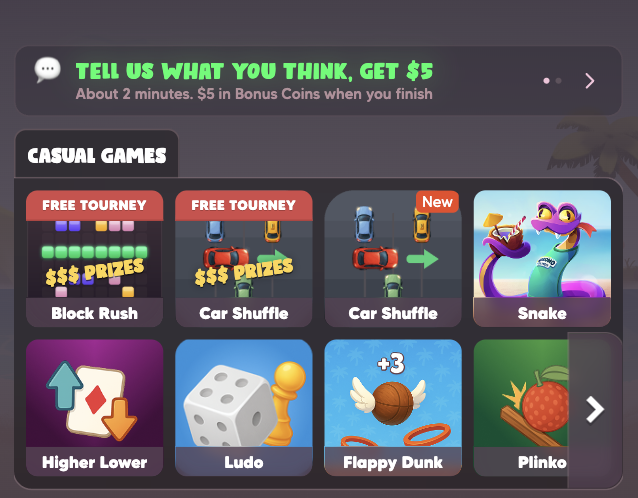 TELL US WHAT YOU THINK, GET $5
About 2 minutes. $5 in Bonus Coins when you finish
CASUAL GAMES
FREE TOURNEY
$$$ PRIZES
Block Rush
FREE TOURNEY
$$$ PRIZES
Car Shuffle
New
Car Shuffle
Snake
Higher Lower
Ludo
+3
Flappy Dunk
Plinko